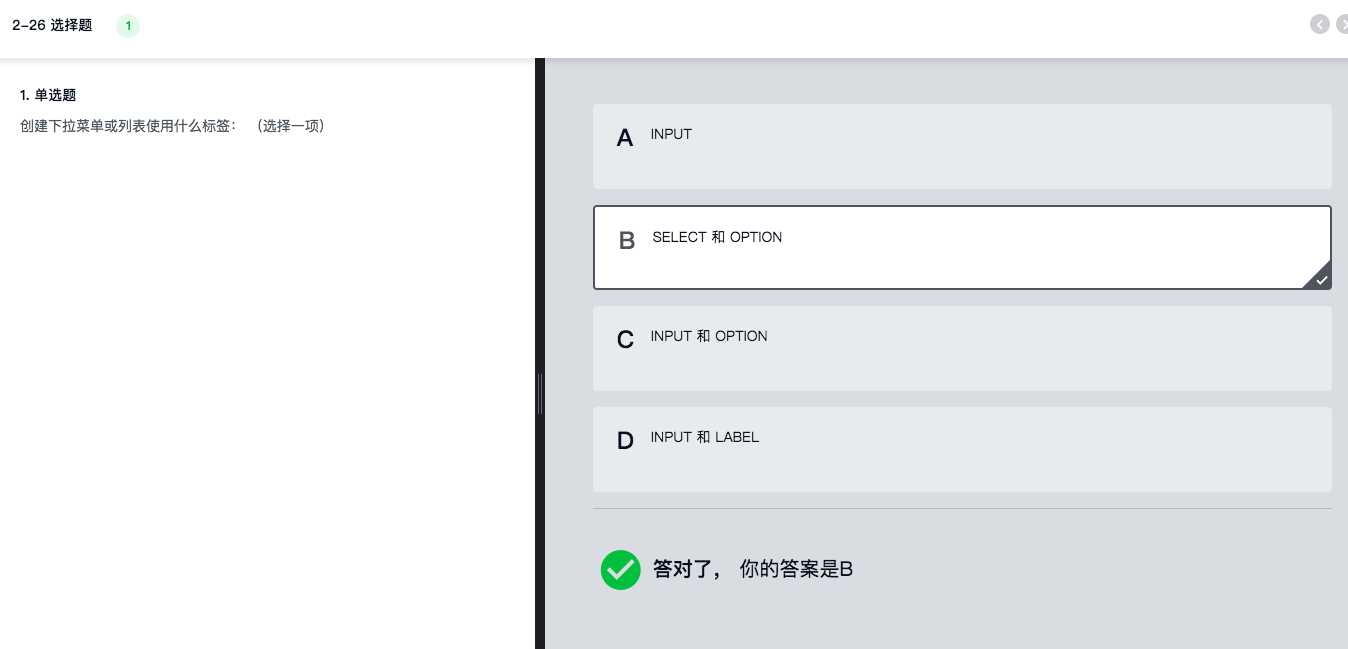 2-26 选择题 1
1. 单选题
创建下拉菜单或列表使用什么标签： （选择一项）
A INPUT
B SELECT 和 OPTION
C INPUT 和 OPTION
D INPUT 和 LABEL
答对了， 你的答案是B